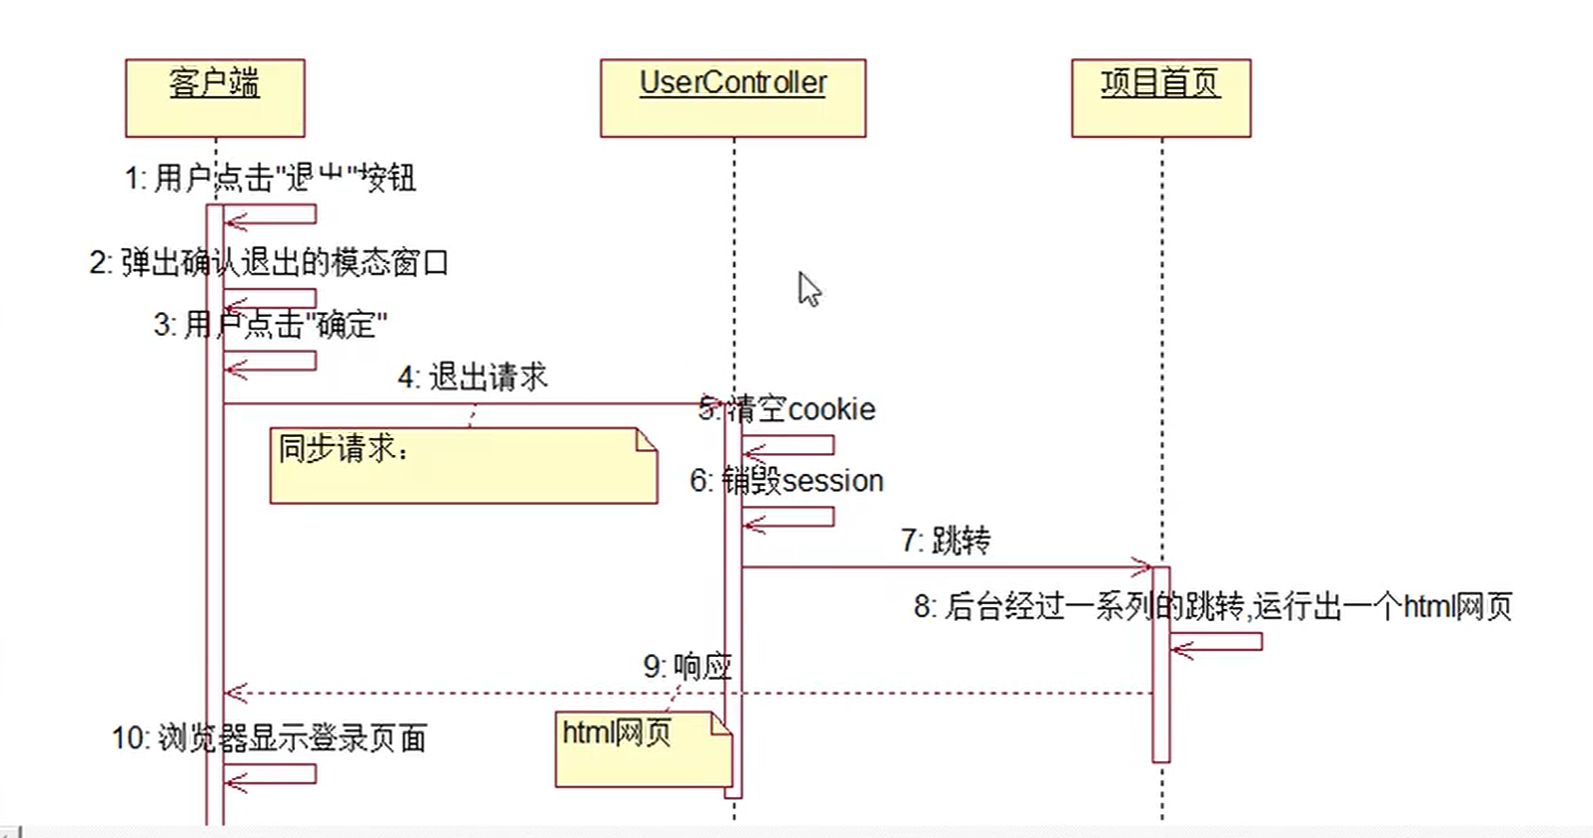 客户端
UserController
项目首页
1: 用户点击"退出"按钮
2: 弹出确认退出的模态窗口
3: 用户点击"确定"
4: 退出请求
同步请求：
5: 清空cookie
6: 销毁session
7: 跳转
8: 后台经过一系列的跳转,运行出一个html网页
9: 响应
html网页
10: 浏览器显示登录页面